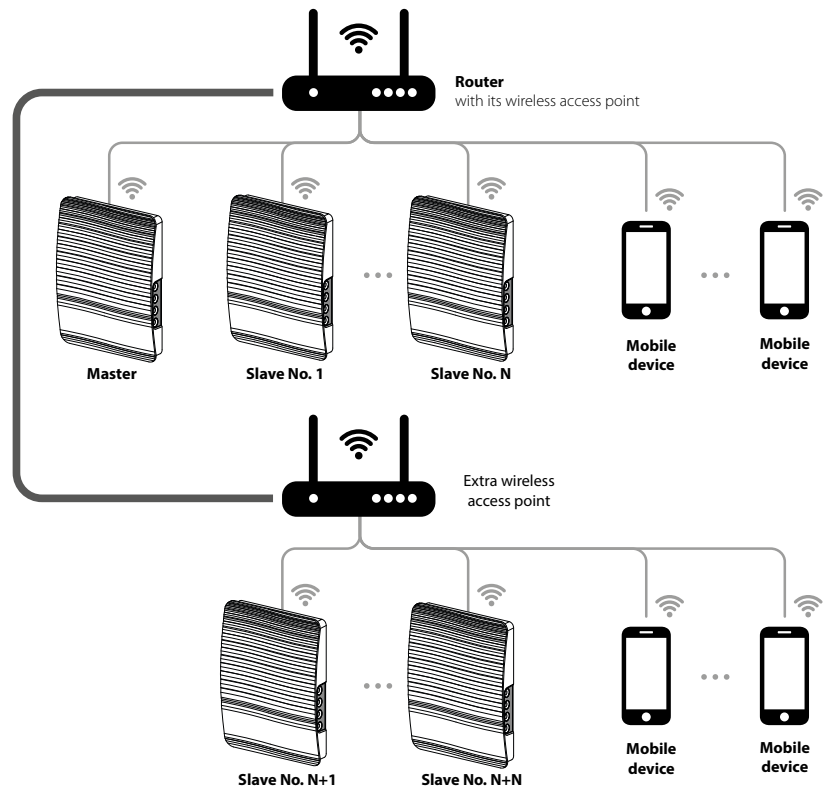 Router
with its wireless access point
Master
Slave No. 1
Slave No. N
Mobile
device
Mobile
device
Extra wireless
access point
Slave No. N+1
Slave No. N+N
Mobile
device
Mobile
device